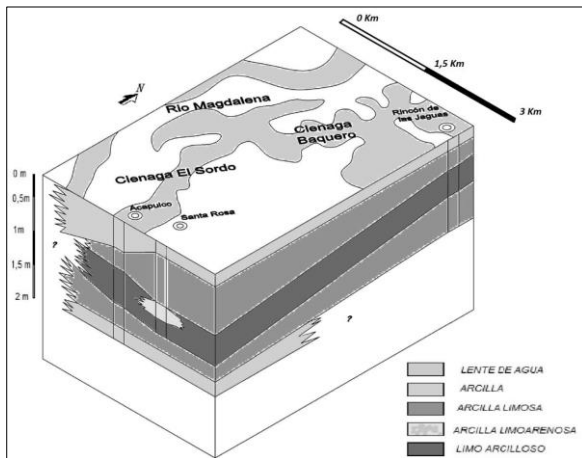 0 Km
1,5 Km
3 Km
N
Rio Magdalena
Rincón de
las Jaguas
Cienaga
Baquero
Cienaga El Sordo
Acapulco
Santa Rosa
0 m
0,5m
1m
1,5m
2 m
?
?
LENTE DE AGUA
ARCILLA
ARCILLA LIMOSA
ARCILLA LIMOARENOSA
LIMO ARCILLOSO